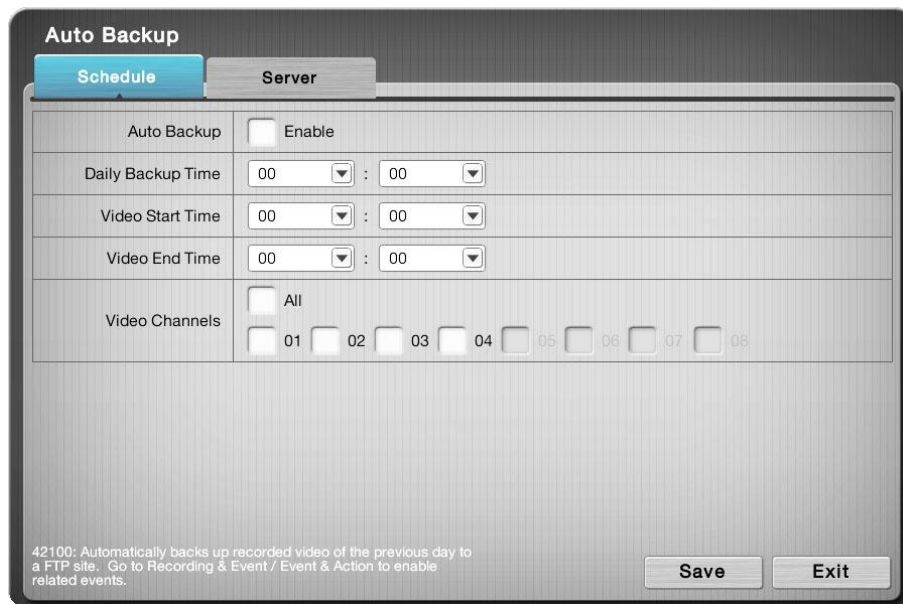 Auto Backup
Schedule Server
Auto Backup Enable
Daily Backup Time 00 : 00
Video Start Time 00 : 00
Video End Time 00 : 00
Video Channels All
01 02 03 04 05 06 07 08
42100: Automatically backs up recorded video of the previous day to
a FTP site. Go to Recording & Event / Event & Action to enable
related events.
Save Exit